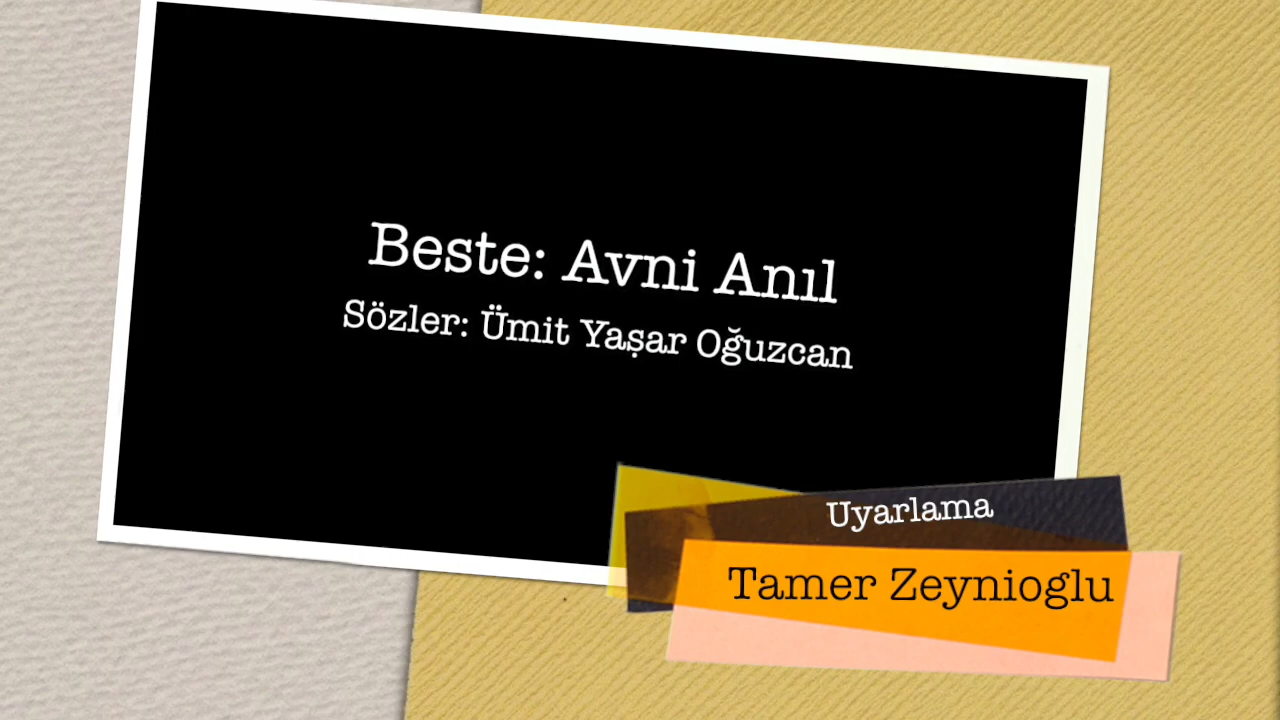 Beste: Avni Anıl
Sözler: Ümit Yaşar Oğuzcan
Uyarlama
Tamer Zeynioglu